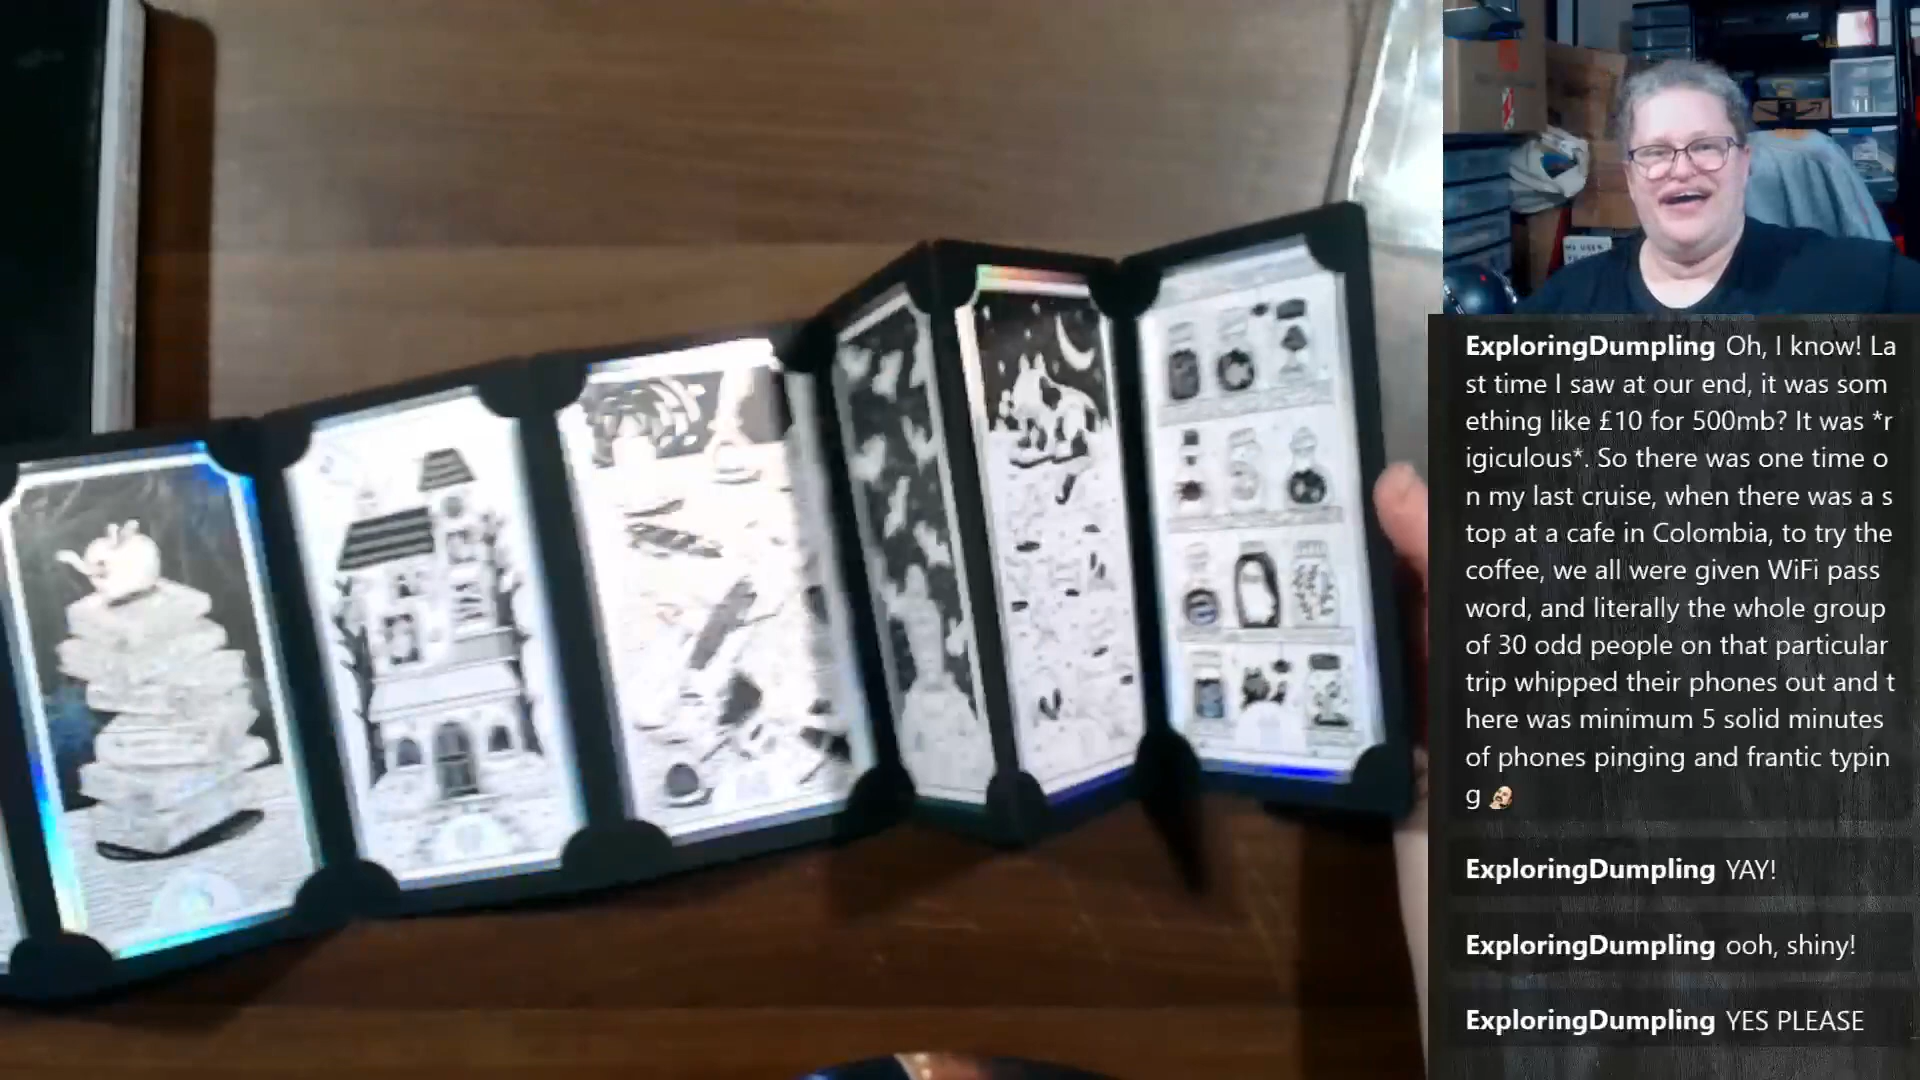 ExploringDumpling Oh, I know! La
st time I saw at our end, it was som
ething like £10 for 500mb? It was *r
igiculous*. So there was one time o
n my last cruise, when there was a s
top at a cafe in Colombia, to try the
coffee, we all were given WiFi pass
word, and literally the whole group
of 30 odd people on that particular
trip whipped their phones out and t
here was minimum 5 solid minutes
of phones pinging and frantic typin
g
ExploringDumpling YAY!
ExploringDumpling ooh, shiny!
ExploringDumpling YES PLEASE